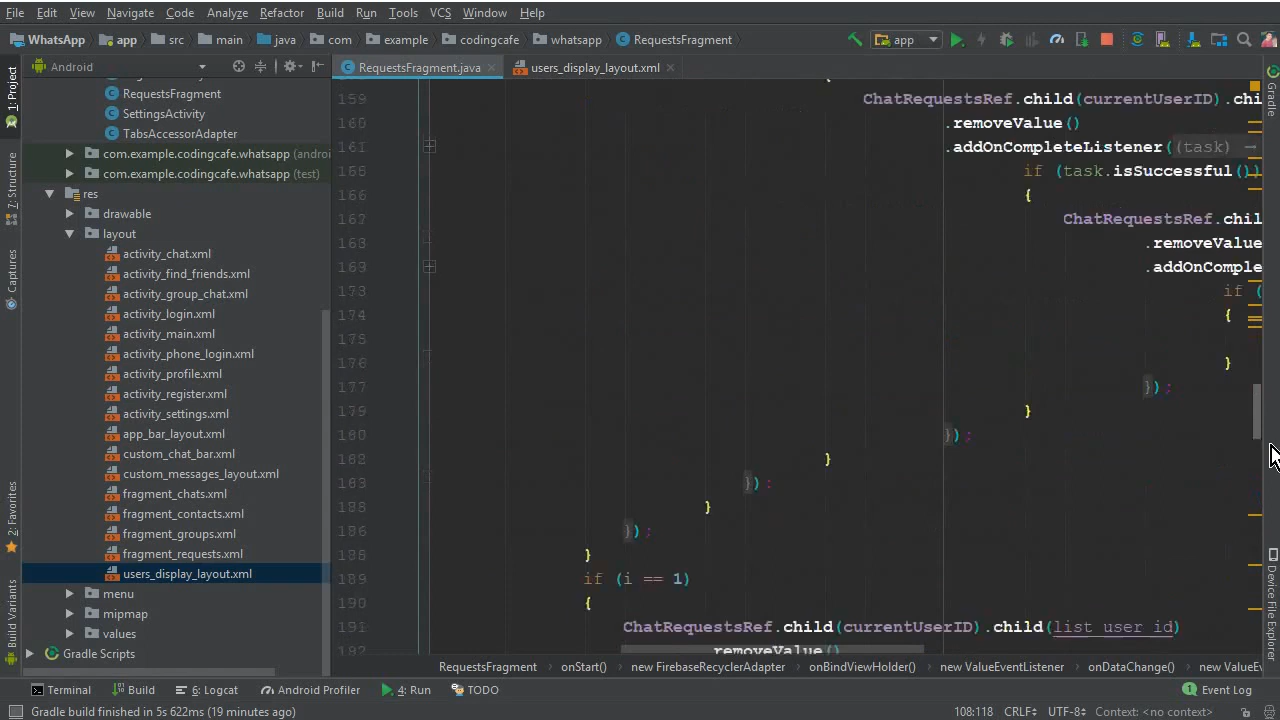 File Edit View Navigate Code Analyze Refactor Build Run Tools VCS Window Help
WhatsApp app src main java com example codingcafe whatsapp RequestsFragment app
1: Project
7: Structure
Captures
2: Favorites
Build Variants
Android
RequestsFragment
SettingsActivity
TabsAccessorAdapter
com.example.codingcafe.whatsapp (androi
com.example.codingcafe.whatsapp (test)
res
drawable
layout
activity_chat.xml
activity_find_friends.xml
activity_group_chat.xml
activity_login.xml
activity_main.xml
activity_phone_login.xml
activity_profile.xml
activity_register.xml
activity_settings.xml
app_bar_layout.xml
custom_chat_bar.xml
custom_messages_layout.xml
fragment_chats.xml
fragment_contacts.xml
fragment_groups.xml
fragment_requests.xml
users_display_layout.xml
menu
mipmap
values
Gradle Scripts
RequestsFragment.java users_display_layout.xml
159 ChatRequestsRef.child(currentUserID).chi
160 .removeValue()
161 .addOnCompleteListener((task) →
165 if (task.isSuccessful())
166 {
167 ChatRequestsRef.chil
168 .removeValue
169 .addOnComple
173 if (
174 {
175
176 }
177 });
179 }
180 });
182 }
183 });
185 }
186 });
188 }
189 if (i == 1)
190 {
191 ChatRequestsRef.child(currentUserID).child(list_user_id)
192 .removeValue()
RequestsFragment onStart() new FirebaseRecyclerAdapter onBindViewHolder() new ValueEventListener onDataChange() new ValueEv
Gradle
Device File Explorer
Terminal Build 6: Logcat Android Profiler 4: Run TODO Event Log
Gradle build finished in 5s 622ms (19 minutes ago) 108:118 CRLF UTF-8 Context: <no context>